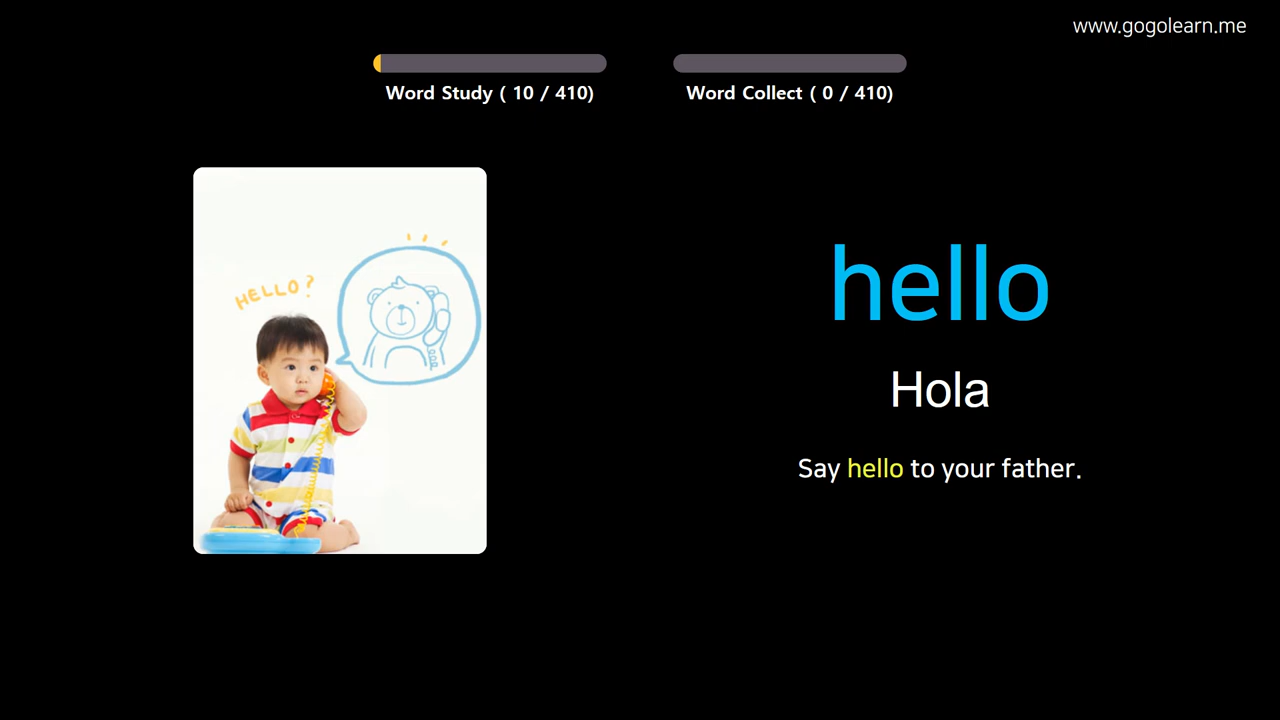 www.gogolearn.me
Word Study ( 10 / 410)
Word Collect ( 0 / 410)
HELLO?
hello
Hola
Say hello to your father.